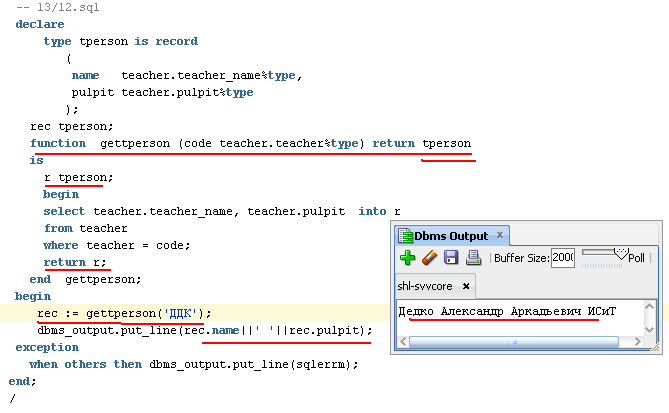 -- 13/12.sql
declare
type tperson is record
(
name teacher.teacher_name%type,
pulpit teacher.pulpit%type
);
rec tperson;
function gettperson (code teacher.teacher%type) return tperson
is
r tperson;
begin
select teacher.teacher_name, teacher.pulpit into r
from teacher
where teacher = code;
return r;
end gettperson;
begin
rec := gettperson('ДДК');
dbms_output.put_line(rec.name||' '||rec.pulpit);
exception
when others then dbms_output.put_line(sqlerrm);
end;
/
Dbms Output x
Buffer Size: 2000 Poll
shl-svvcore x
Дедко Александр Аркадьевич ИСиТ